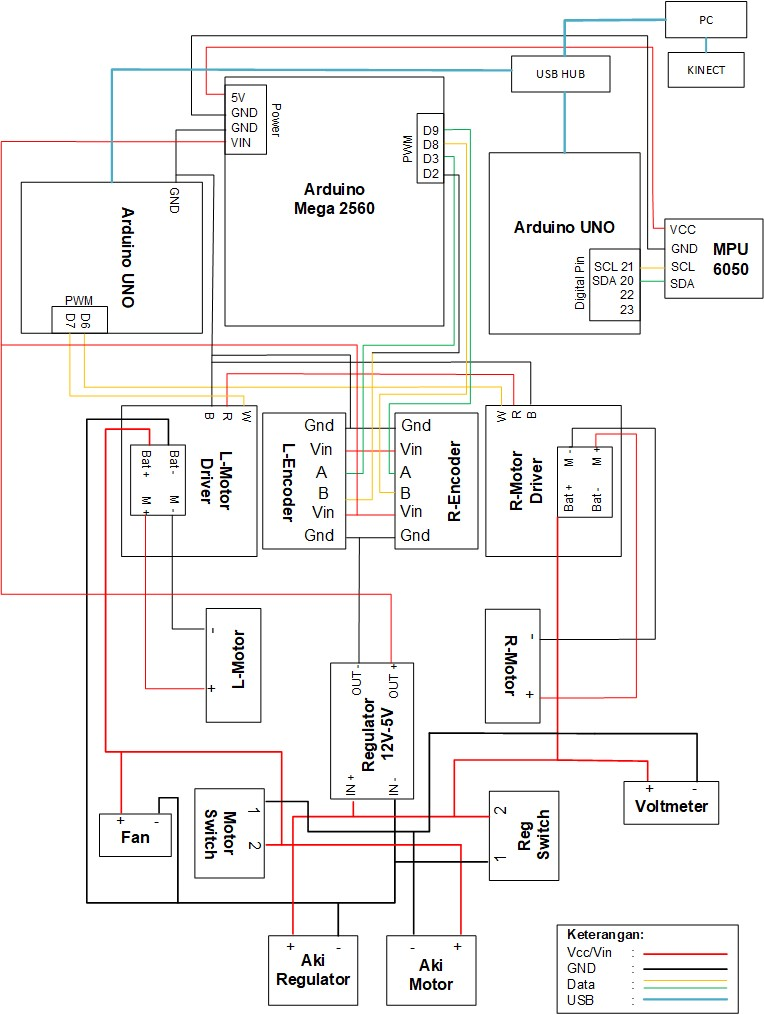 PC
USB HUB
KINECT
5V
GND
GND
VIN
Power
PWM
D9
D8
D3
D2
Arduino
Mega 2560
GND
Arduino UNO
PWM
D7
D6
Arduino UNO
Digital Pin
SCL 21
SDA 20
22
23
VCC
GND
SCL
SDA
MPU
6050
B
R
W
L-Motor
Driver
Bat +
Bat -
M +
M -
L-Encoder
Gnd
Vin
A
B
Vin
Gnd
Gnd
Vin
A
B
Vin
Gnd
R-Encoder
W
R
B
R-Motor
Driver
M -
M +
Bat +
Bat -
L-Motor
-
+
R-Motor
-
+
OUT -
OUT +
Regulator
12V-5V
IN +
IN -
+ -
Fan
Motor
Switch
1
2
Reg
Switch
2
1
+ -
Voltmeter
+ -
Aki
Regulator
- +
Aki
Motor
Keterangan:
Vcc/Vin :
GND :
Data :
USB :